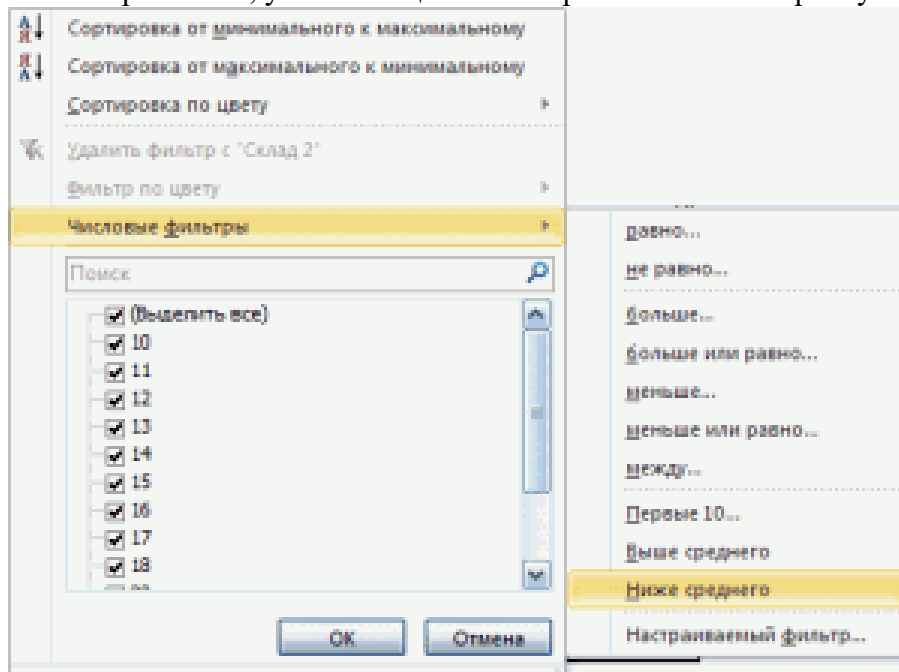 Сортировка от минимального к максимальному
Сортировка от максимального к минимальному
Сортировка по цвету
Удалить фильтр с "Склад 2"
Фильтр по цвету
Числовые фильтры
Поиск
(Выделить все)
10
11
12
13
14
15
16
17
18
ОК Отмена
равно...
не равно...
больше...
больше или равно...
меньше...
меньше или равно...
между...
Первые 10...
Выше среднего
Ниже среднего
Настраиваемый фильтр...